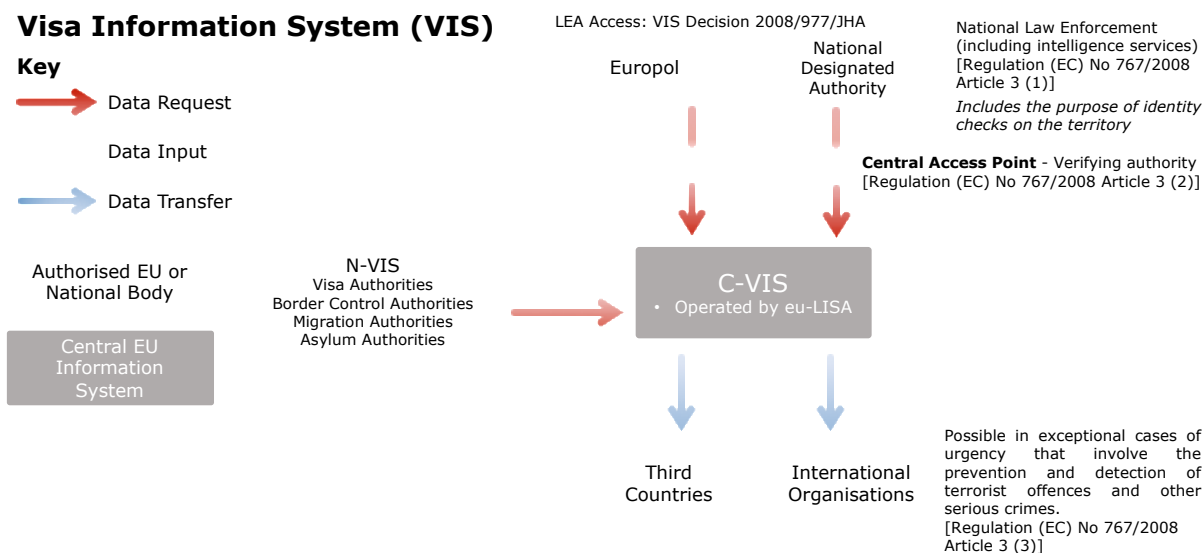 Visa Information System (VIS)
Key
Data Request
Data Input
Data Transfer
Authorised EU or
National Body
Central EU
Information
System
N-VIS
Visa Authorities
Border Control Authorities
Migration Authorities
Asylum Authorities
LEA Access: VIS Decision 2008/977/JHA
Europol
National
Designated
Authority
National Law Enforcement
(including intelligence services)
[Regulation (EC) No 767/2008
Article 3 (1)]
Includes the purpose of identity
checks on the territory
Central Access Point - Verifying authority
[Regulation (EC) No 767/2008 Article 3 (2)]
C-VIS
• Operated by eu-LISA
Third
Countries
International
Organisations
Possible in exceptional cases of
urgency that involve the
prevention and detection of
terrorist offences and other
serious crimes.
[Regulation (EC) No 767/2008
Article 3 (3)]